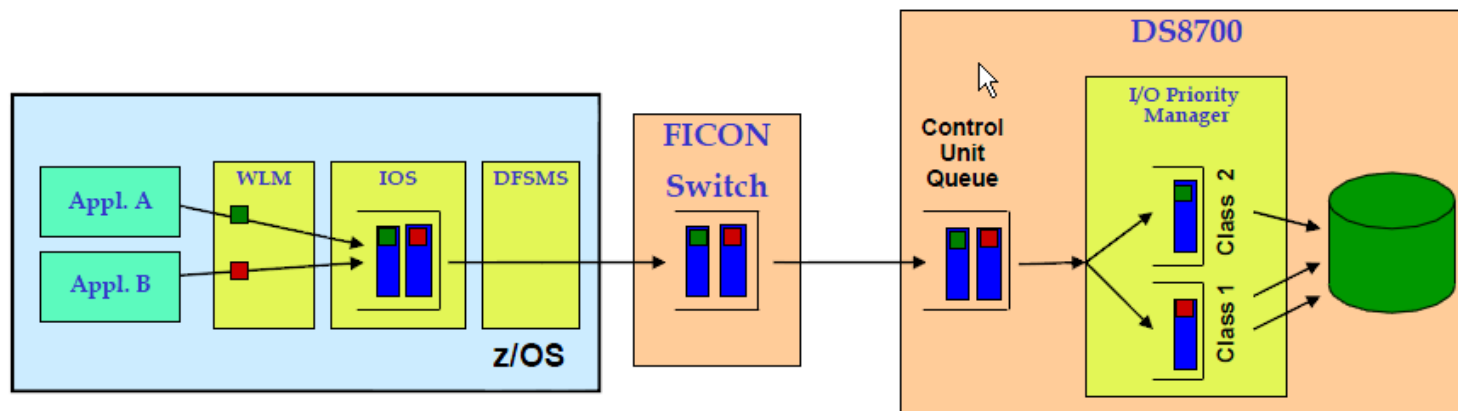 Appl. A
Appl. B
WLM
IOS
DFSMS
z/OS
FICON
Switch
DS8700
Control
Unit
Queue
I/O Priority
Manager
Class 2
Class 1